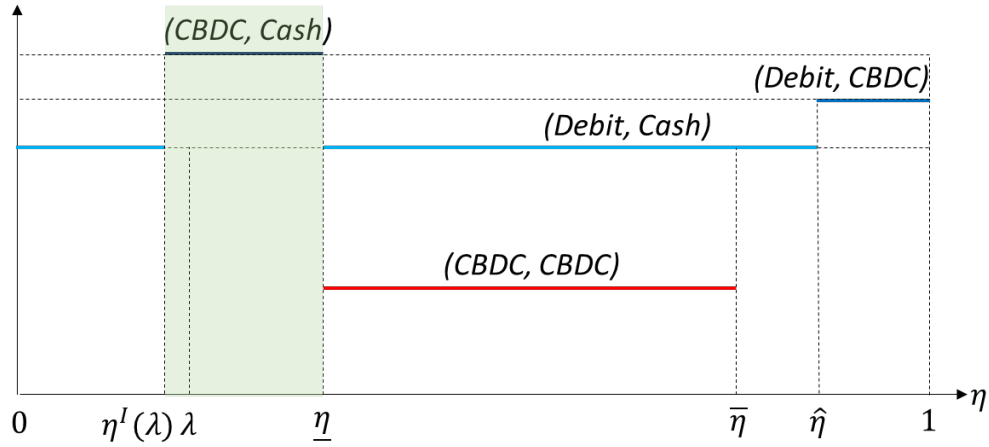 (CBDC, Cash)
(Debit, CBDC)
(Debit, Cash)
(CBDC, CBDC)
0 η^I(λ) λ η̲ η̅ η̂ 1 η